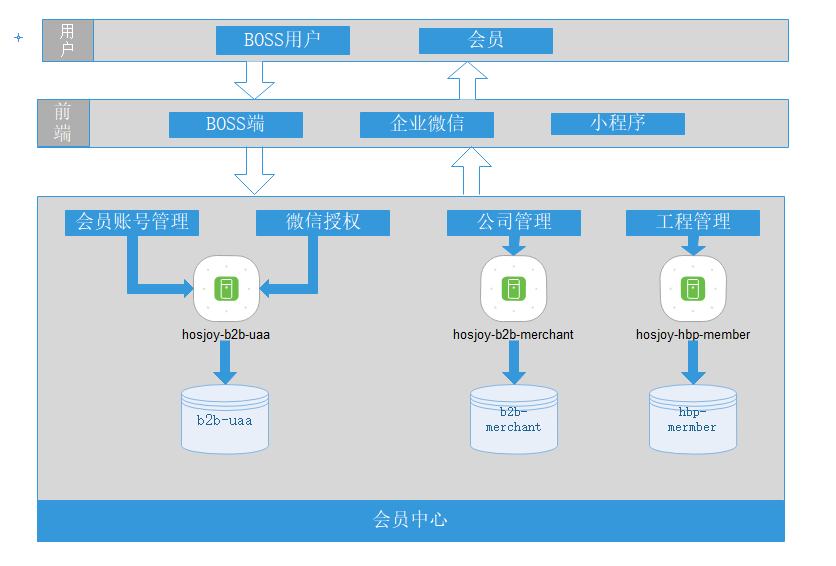 用
户
BOSS用户
会员
前
端
BOSS端
企业微信
小程序
会员账号管理
微信授权
公司管理
工程管理
hosjoy-b2b-uaa
hosjoy-b2b-merchant
hosjoy-hbp-member
b2b-uaa
b2b-
merchant
hbp-
mermber
会员中心